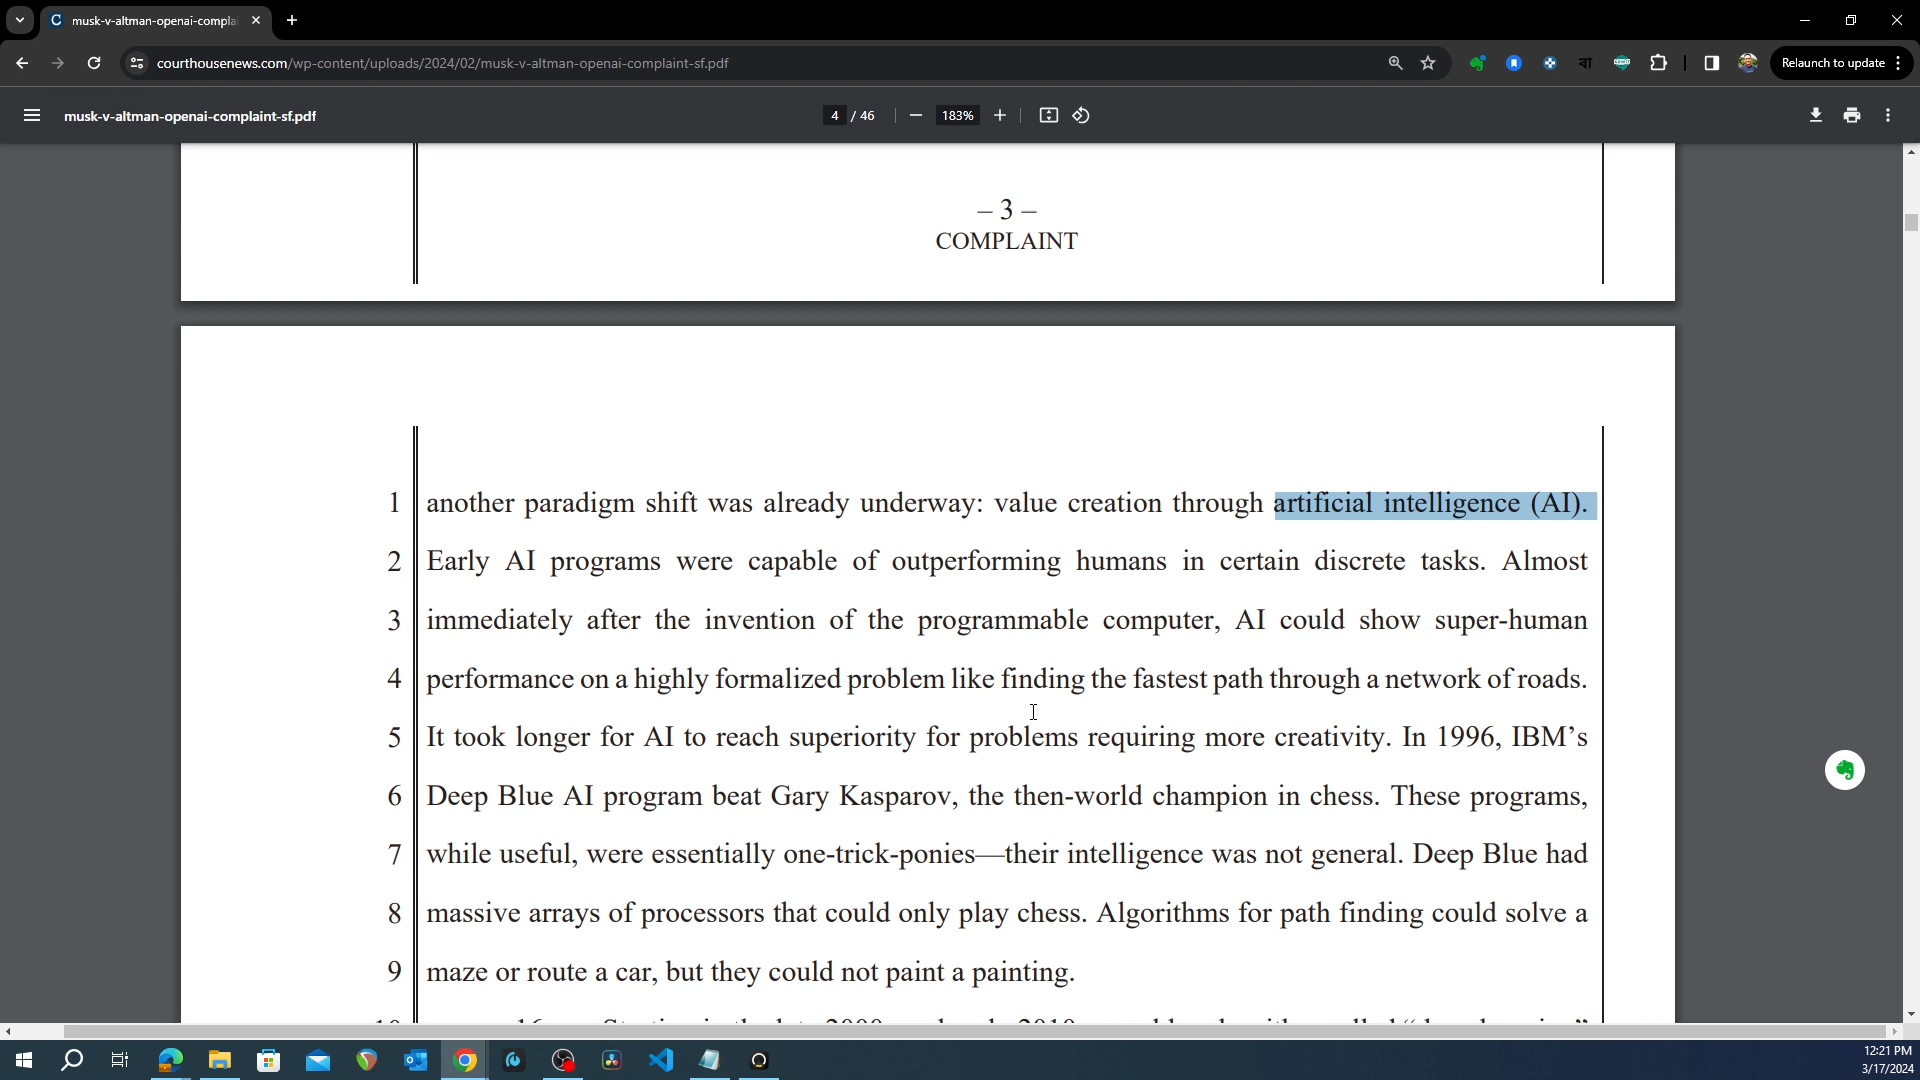 musk-v-altman-openai-compla
courthousenews.com/wp-content/uploads/2024/02/musk-v-altman-openai-complaint-sf.pdf
Relaunch to update
musk-v-altman-openai-complaint-sf.pdf
4 / 46
183%
– 3 –
COMPLAINT
1 another paradigm shift was already underway: value creation through artificial intelligence (AI).
2 Early AI programs were capable of outperforming humans in certain discrete tasks. Almost
3 immediately after the invention of the programmable computer, AI could show super-human
4 performance on a highly formalized problem like finding the fastest path through a network of roads.
5 It took longer for AI to reach superiority for problems requiring more creativity. In 1996, IBM’s
6 Deep Blue AI program beat Gary Kasparov, the then-world champion in chess. These programs,
7 while useful, were essentially one-trick-ponies—their intelligence was not general. Deep Blue had
8 massive arrays of processors that could only play chess. Algorithms for path finding could solve a
9 maze or route a car, but they could not paint a painting.
12:21 PM
3/17/2024